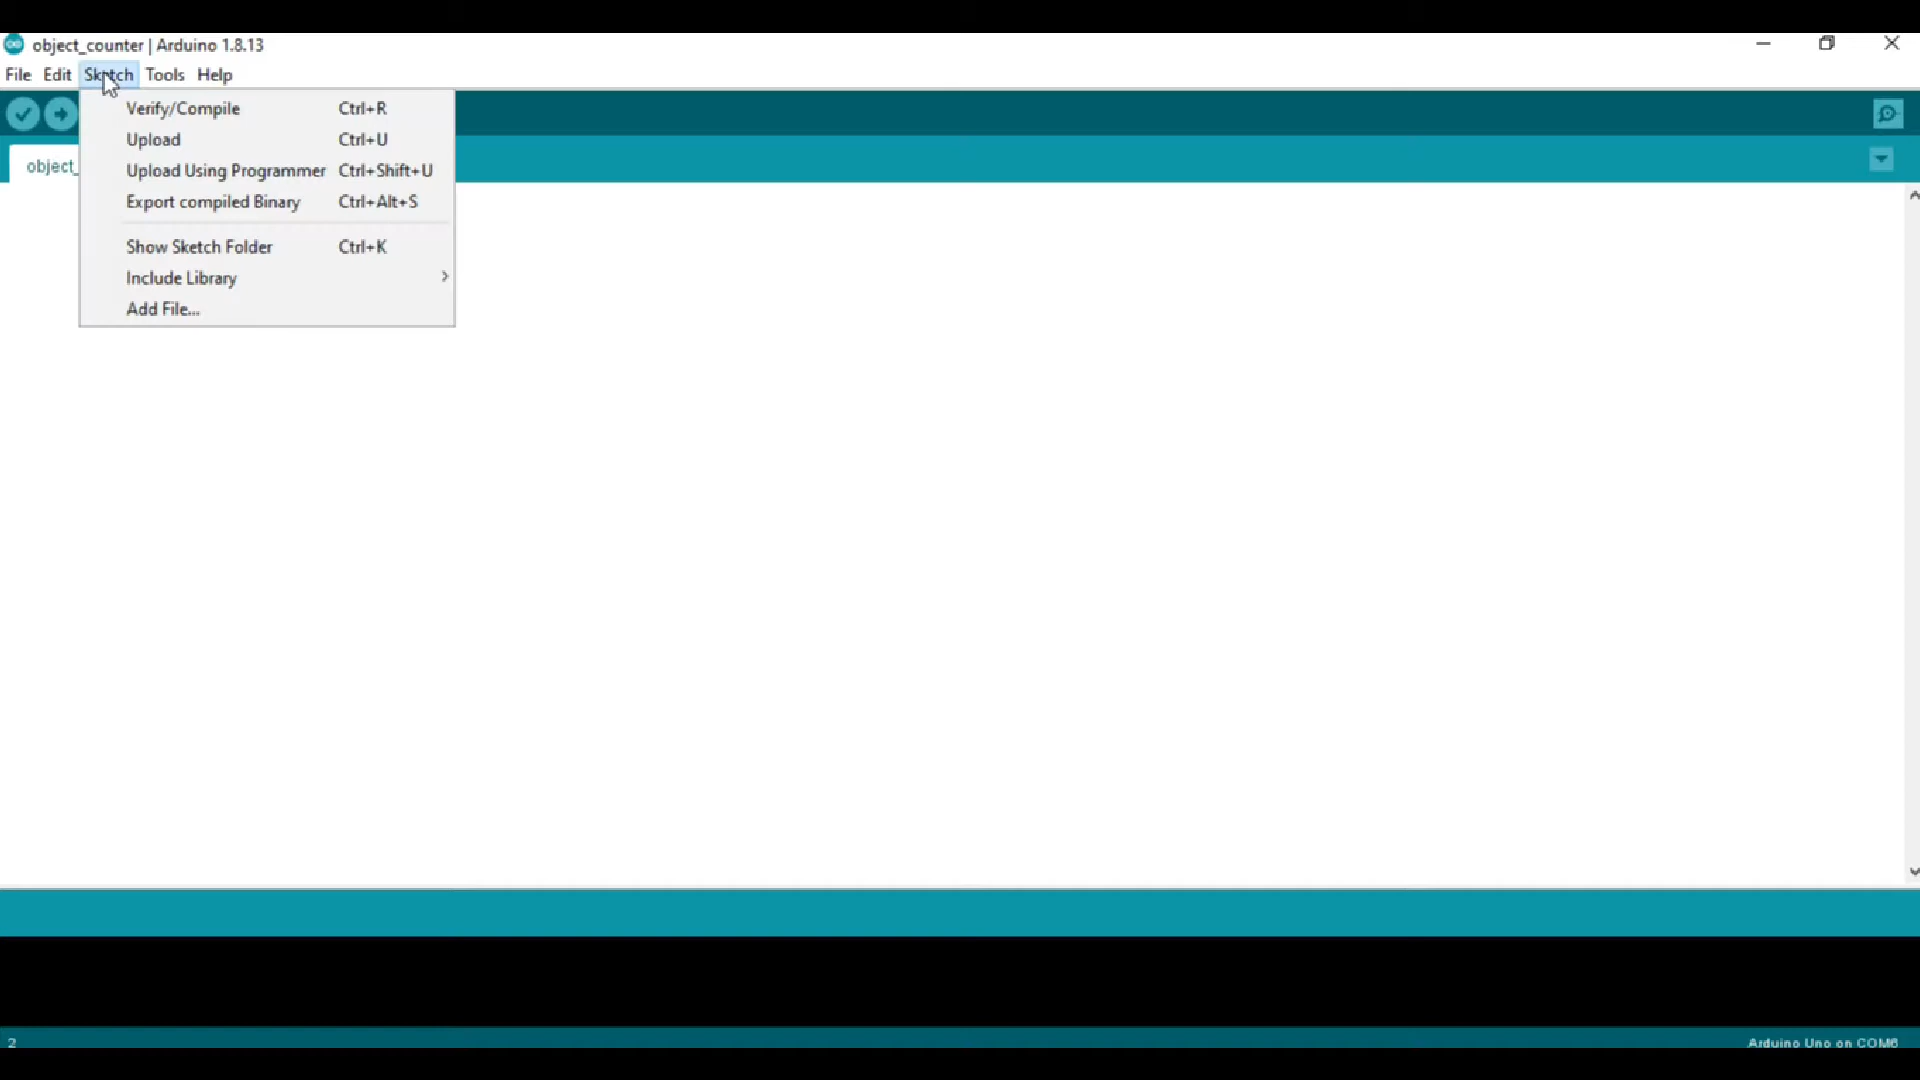 object_counter | Arduino 1.8.13
File Edit Sketch Tools Help
Verify/Compile Ctrl+R
Upload Ctrl+U
object_
Upload Using Programmer Ctrl+Shift+U
Export compiled Binary Ctrl+Alt+S
Show Sketch Folder Ctrl+K
Include Library
Add File...
2 Arduino Uno on COM6